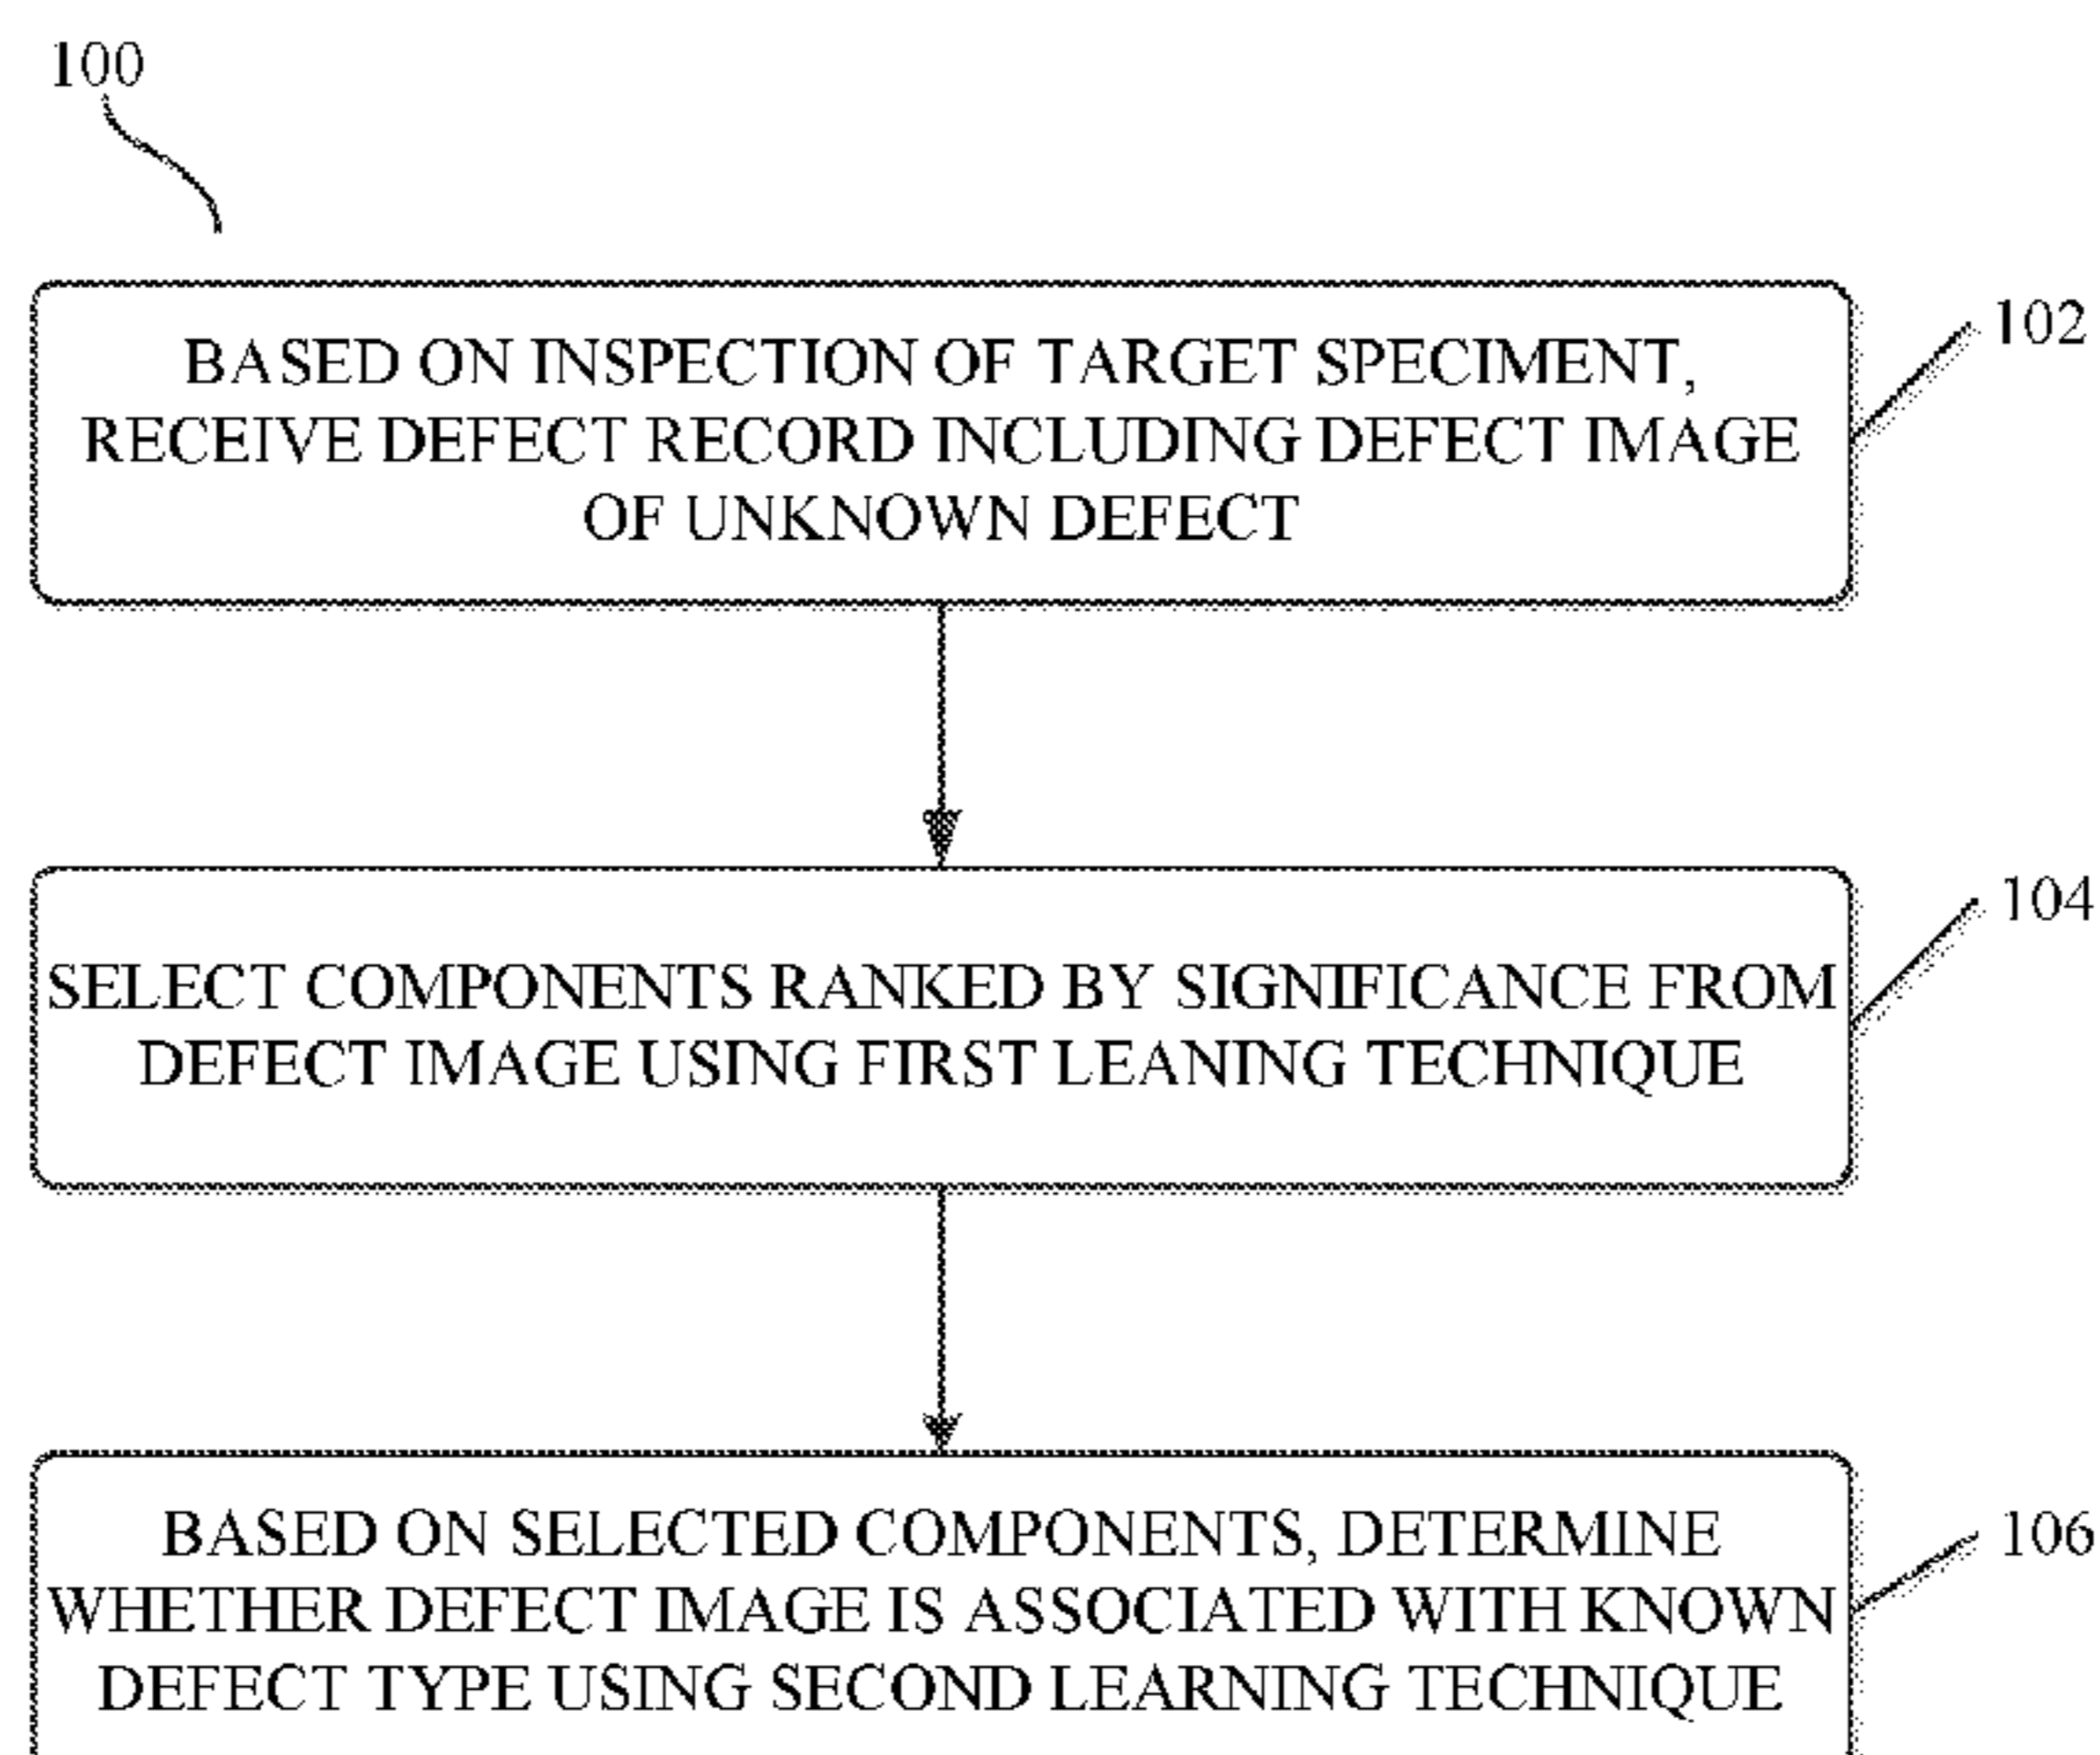 100
BASED ON INSPECTION OF TARGET SPECIMENT,
102
RECEIVE DEFECT RECORD INCLUDING DEFECT IMAGE
OF UNKNOWN DEFECT
104
SELECT COMPONENTS RANKED BY SIGNIFICANCE FROM
DEFECT IMAGE USING FIRST LEANING TECHNIQUE
106
BASED ON SELECTED COMPONENTS, DETERMINE
WHETHER DEFECT IMAGE IS ASSOCIATED WITH KNOWN
DEFECT TYPE USING SECOND LEARNING TECHNIQUE